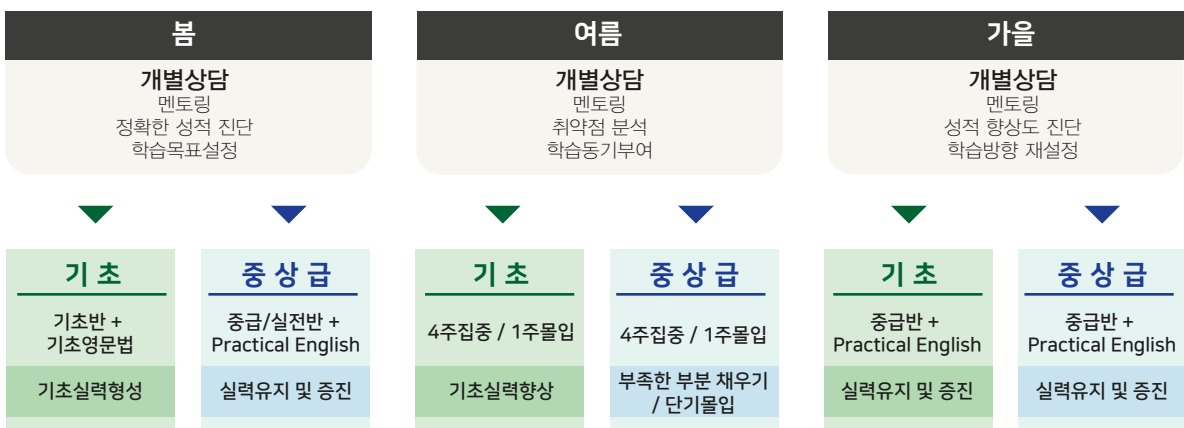 봄
개별상담
멘토링
정확한 성적 진단
학습목표설정
기 초
기초반 +
기초영문법
기초실력형성
중 상 급
중급/실전반 +
Practical English
실력유지 및 증진
여름
개별상담
멘토링
취약점 분석
학습동기부여
기 초
4주집중 / 1주몰입
기초실력향상
중 상 급
4주집중 / 1주몰입
부족한 부분 채우기
/ 단기몰입
가을
개별상담
멘토링
성적 향상도 진단
학습방향 재설정
기 초
중급반 +
Practical English
실력유지 및 증진
중 상 급
중급반 +
Practical English
실력유지 및 증진